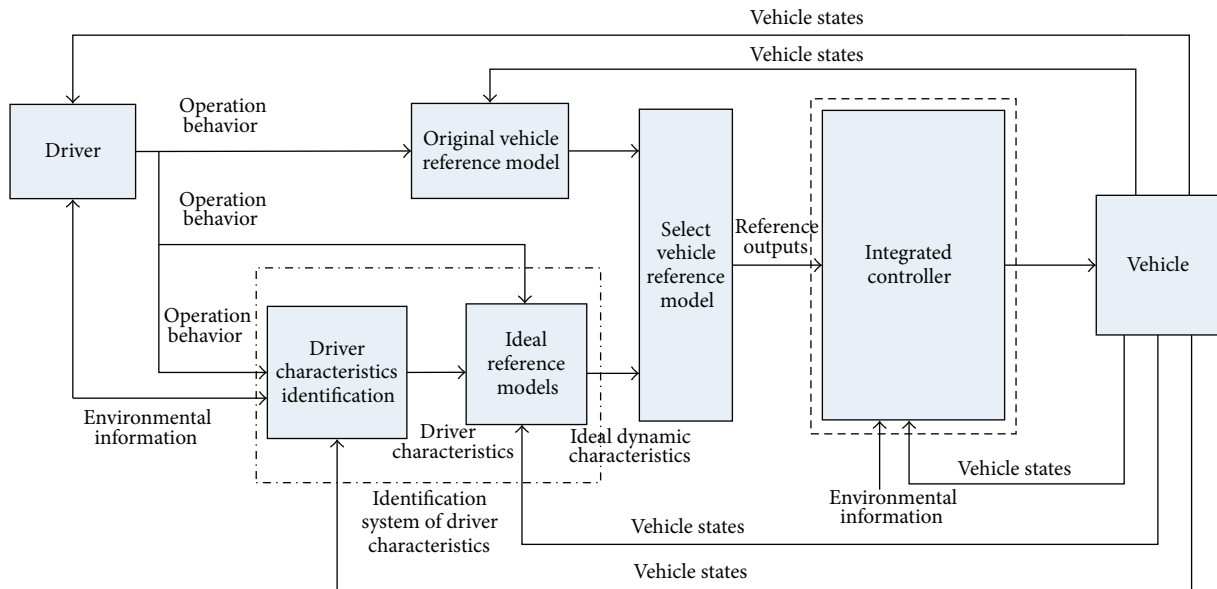 Vehicle states
Vehicle states
Operation
behavior
Driver
Original vehicle
reference model
Operation
behavior
Select
vehicle
reference
model
Reference
outputs
Integrated
controller
Vehicle
Operation
behavior
Driver
characteristics
identification
Ideal
reference
models
Environmental
information
Driver
characteristics
Ideal dynamic
characteristics
Vehicle states
Identification
system of driver
characteristics
Environmental
information
Vehicle states
Vehicle states